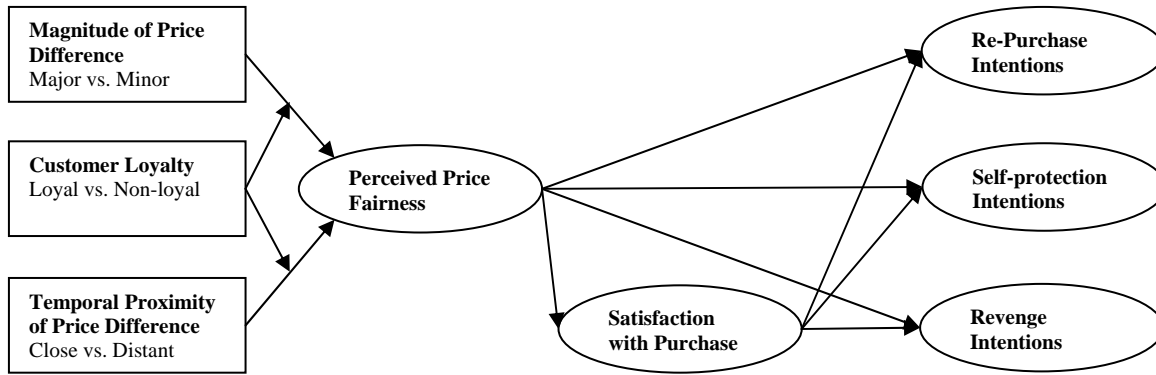 Magnitude of Price
Difference
Major vs. Minor
Customer Loyalty
Loyal vs. Non-loyal
Temporal Proximity
of Price Difference
Close vs. Distant
Perceived Price
Fairness
Satisfaction
with Purchase
Re-Purchase
Intentions
Self-protection
Intentions
Revenge
Intentions